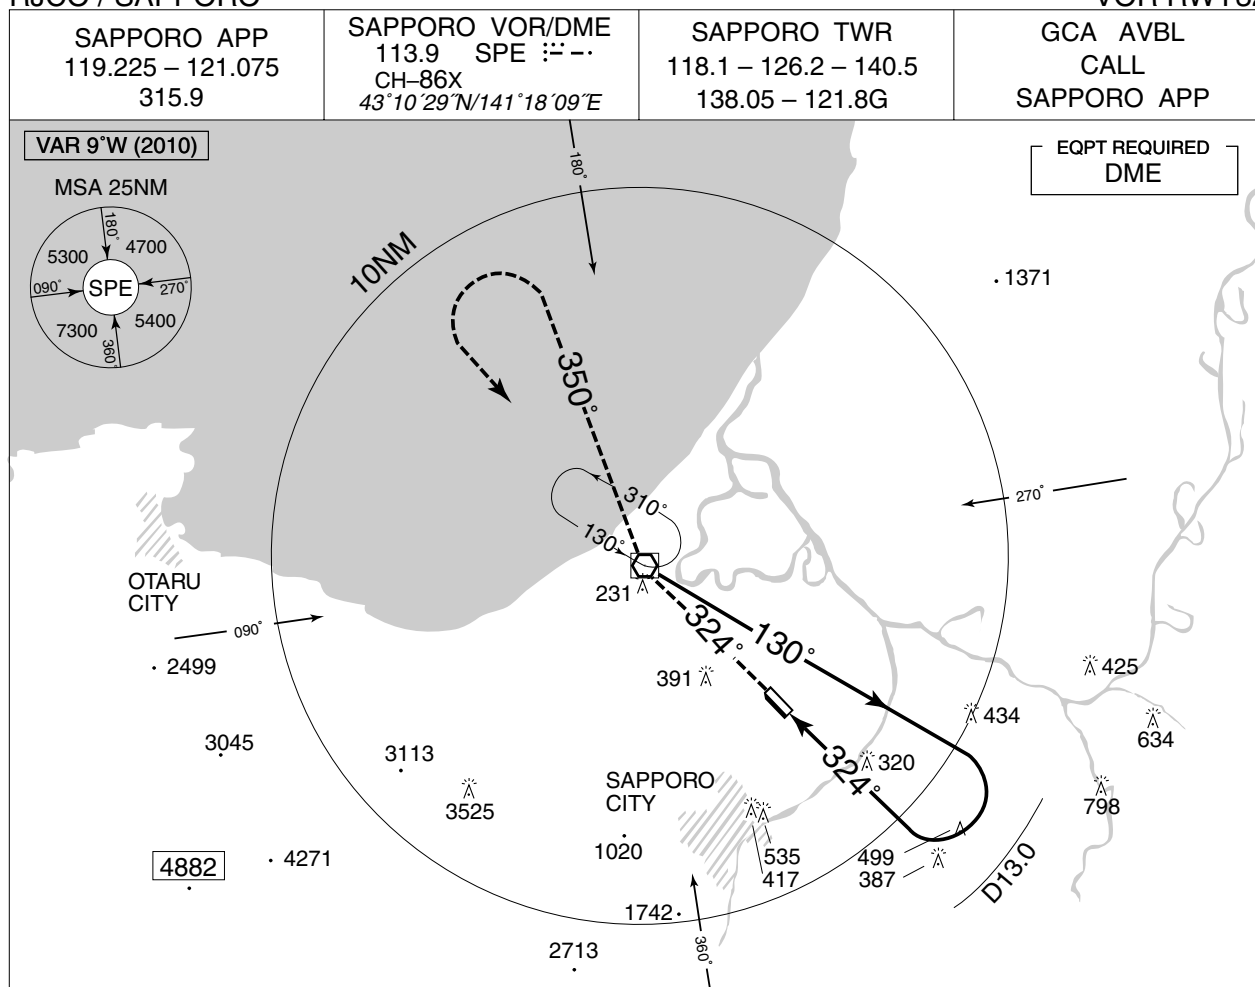 SAPPORO APP
119.225 – 121.075
315.9
SAPPORO VOR/DME
113.9 SPE
CH–86X
43°10´29˝N/141°18´09˝E
SAPPORO TWR
118.1 – 126.2 – 140.5
138.05 – 121.8G
GCA AVBL
CALL
SAPPORO APP
VAR 9°W (2010)
EQPT REQUIRED
DME
MSA 25NM
180°
5300
4700
090°
SPE
270°
7300
5400
360°
180°
10NM
1371
350°
310°
130°
270°
OTARU
CITY
231
090°
324°
130°
2499
391
425
434
634
3045
3113
320
324°
SAPPORO
CITY
3525
798
1020
535
417
499
387
4882
4271
D13.0
1742
360°
2713